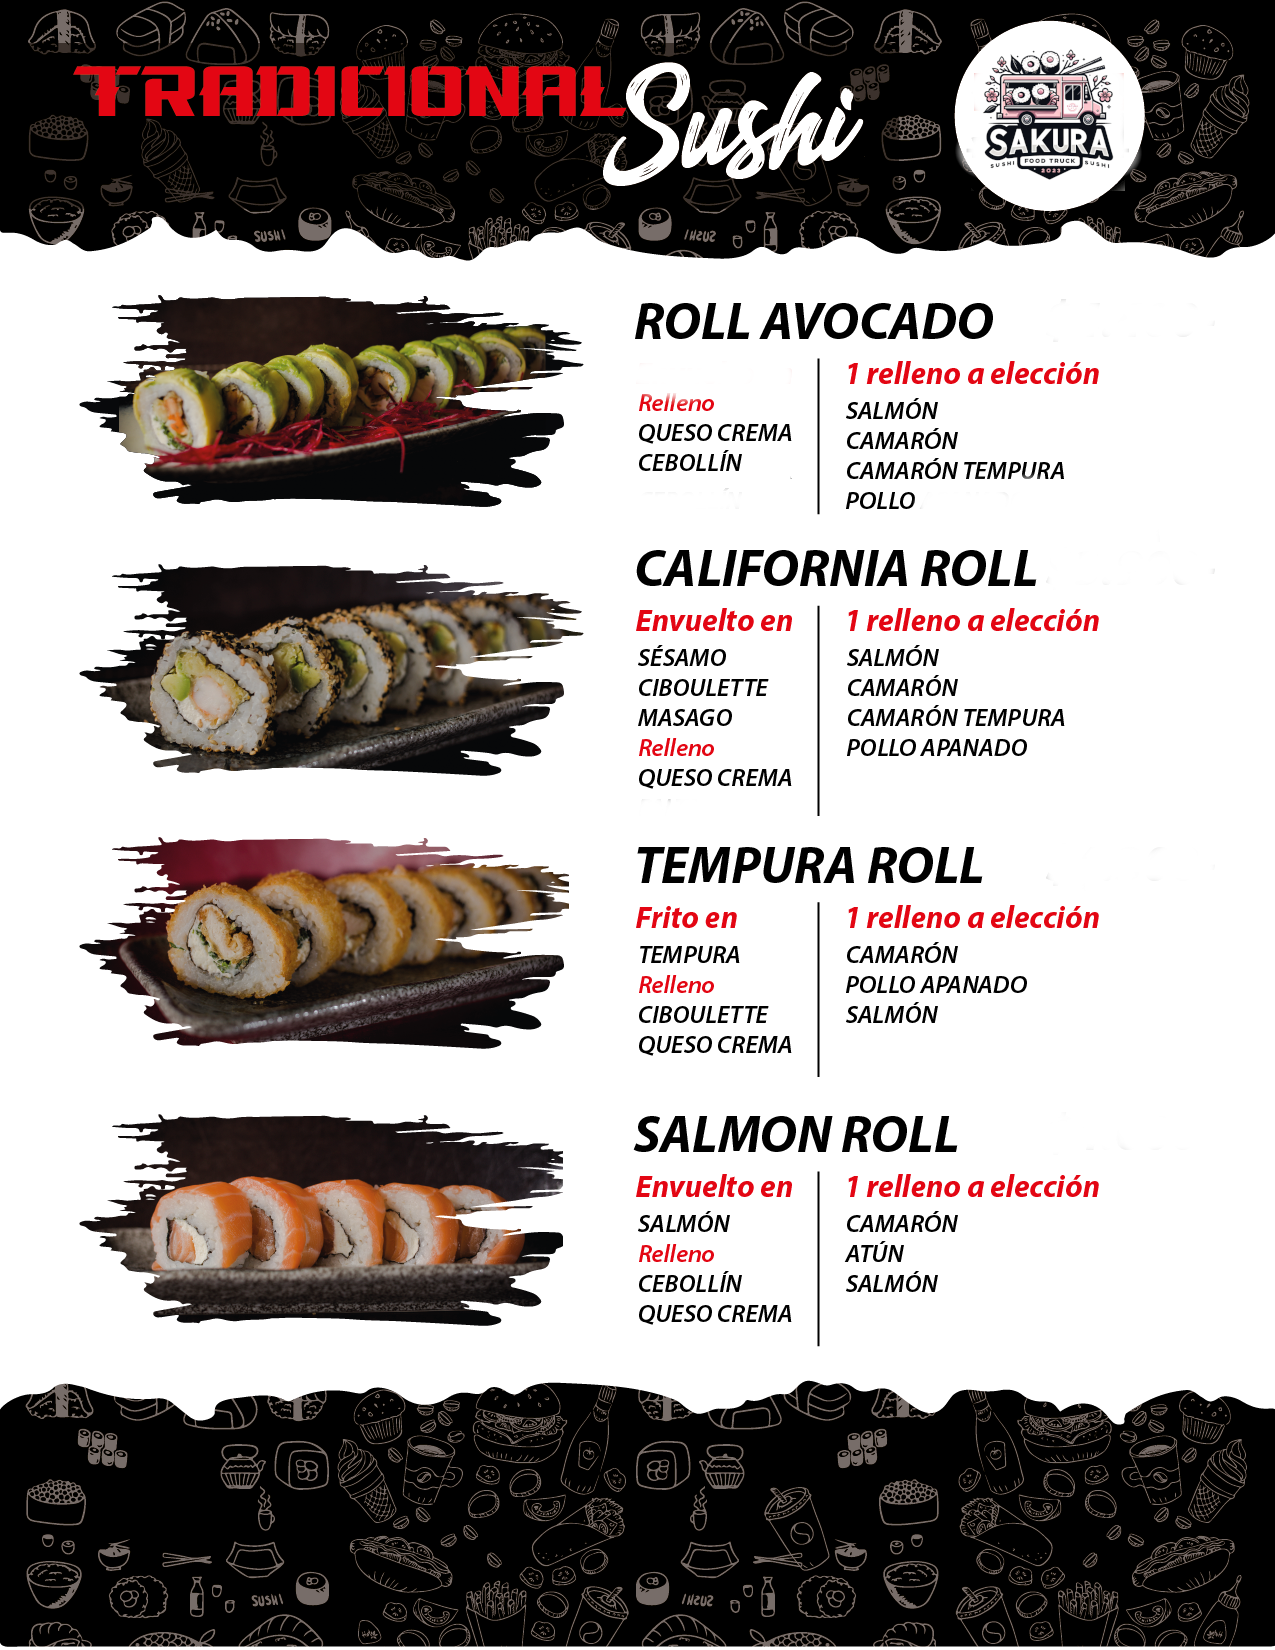 TRADICIONAL Sushi
SAKURA
SUSHI FOOD TRUCK SUSHI
2023
SUSHI
ROLL AVOCADO
Relleno
QUESO CREMA
CEBOLLÍN
1 relleno a elección
SALMÓN
CAMARÓN
CAMARÓN TEMPURA
POLLO
CALIFORNIA ROLL
Envuelto en
SÉSAMO
CIBOULETTE
MASAGO
Relleno
QUESO CREMA
1 relleno a elección
SALMÓN
CAMARÓN
CAMARÓN TEMPURA
POLLO APANADO
TEMPURA ROLL
Frito en
TEMPURA
Relleno
CIBOULETTE
QUESO CREMA
1 relleno a elección
CAMARÓN
POLLO APANADO
SALMÓN
SALMON ROLL
Envuelto en
SALMÓN
Relleno
CEBOLLÍN
QUESO CREMA
1 relleno a elección
CAMARÓN
ATÚN
SALMÓN
SUSHI